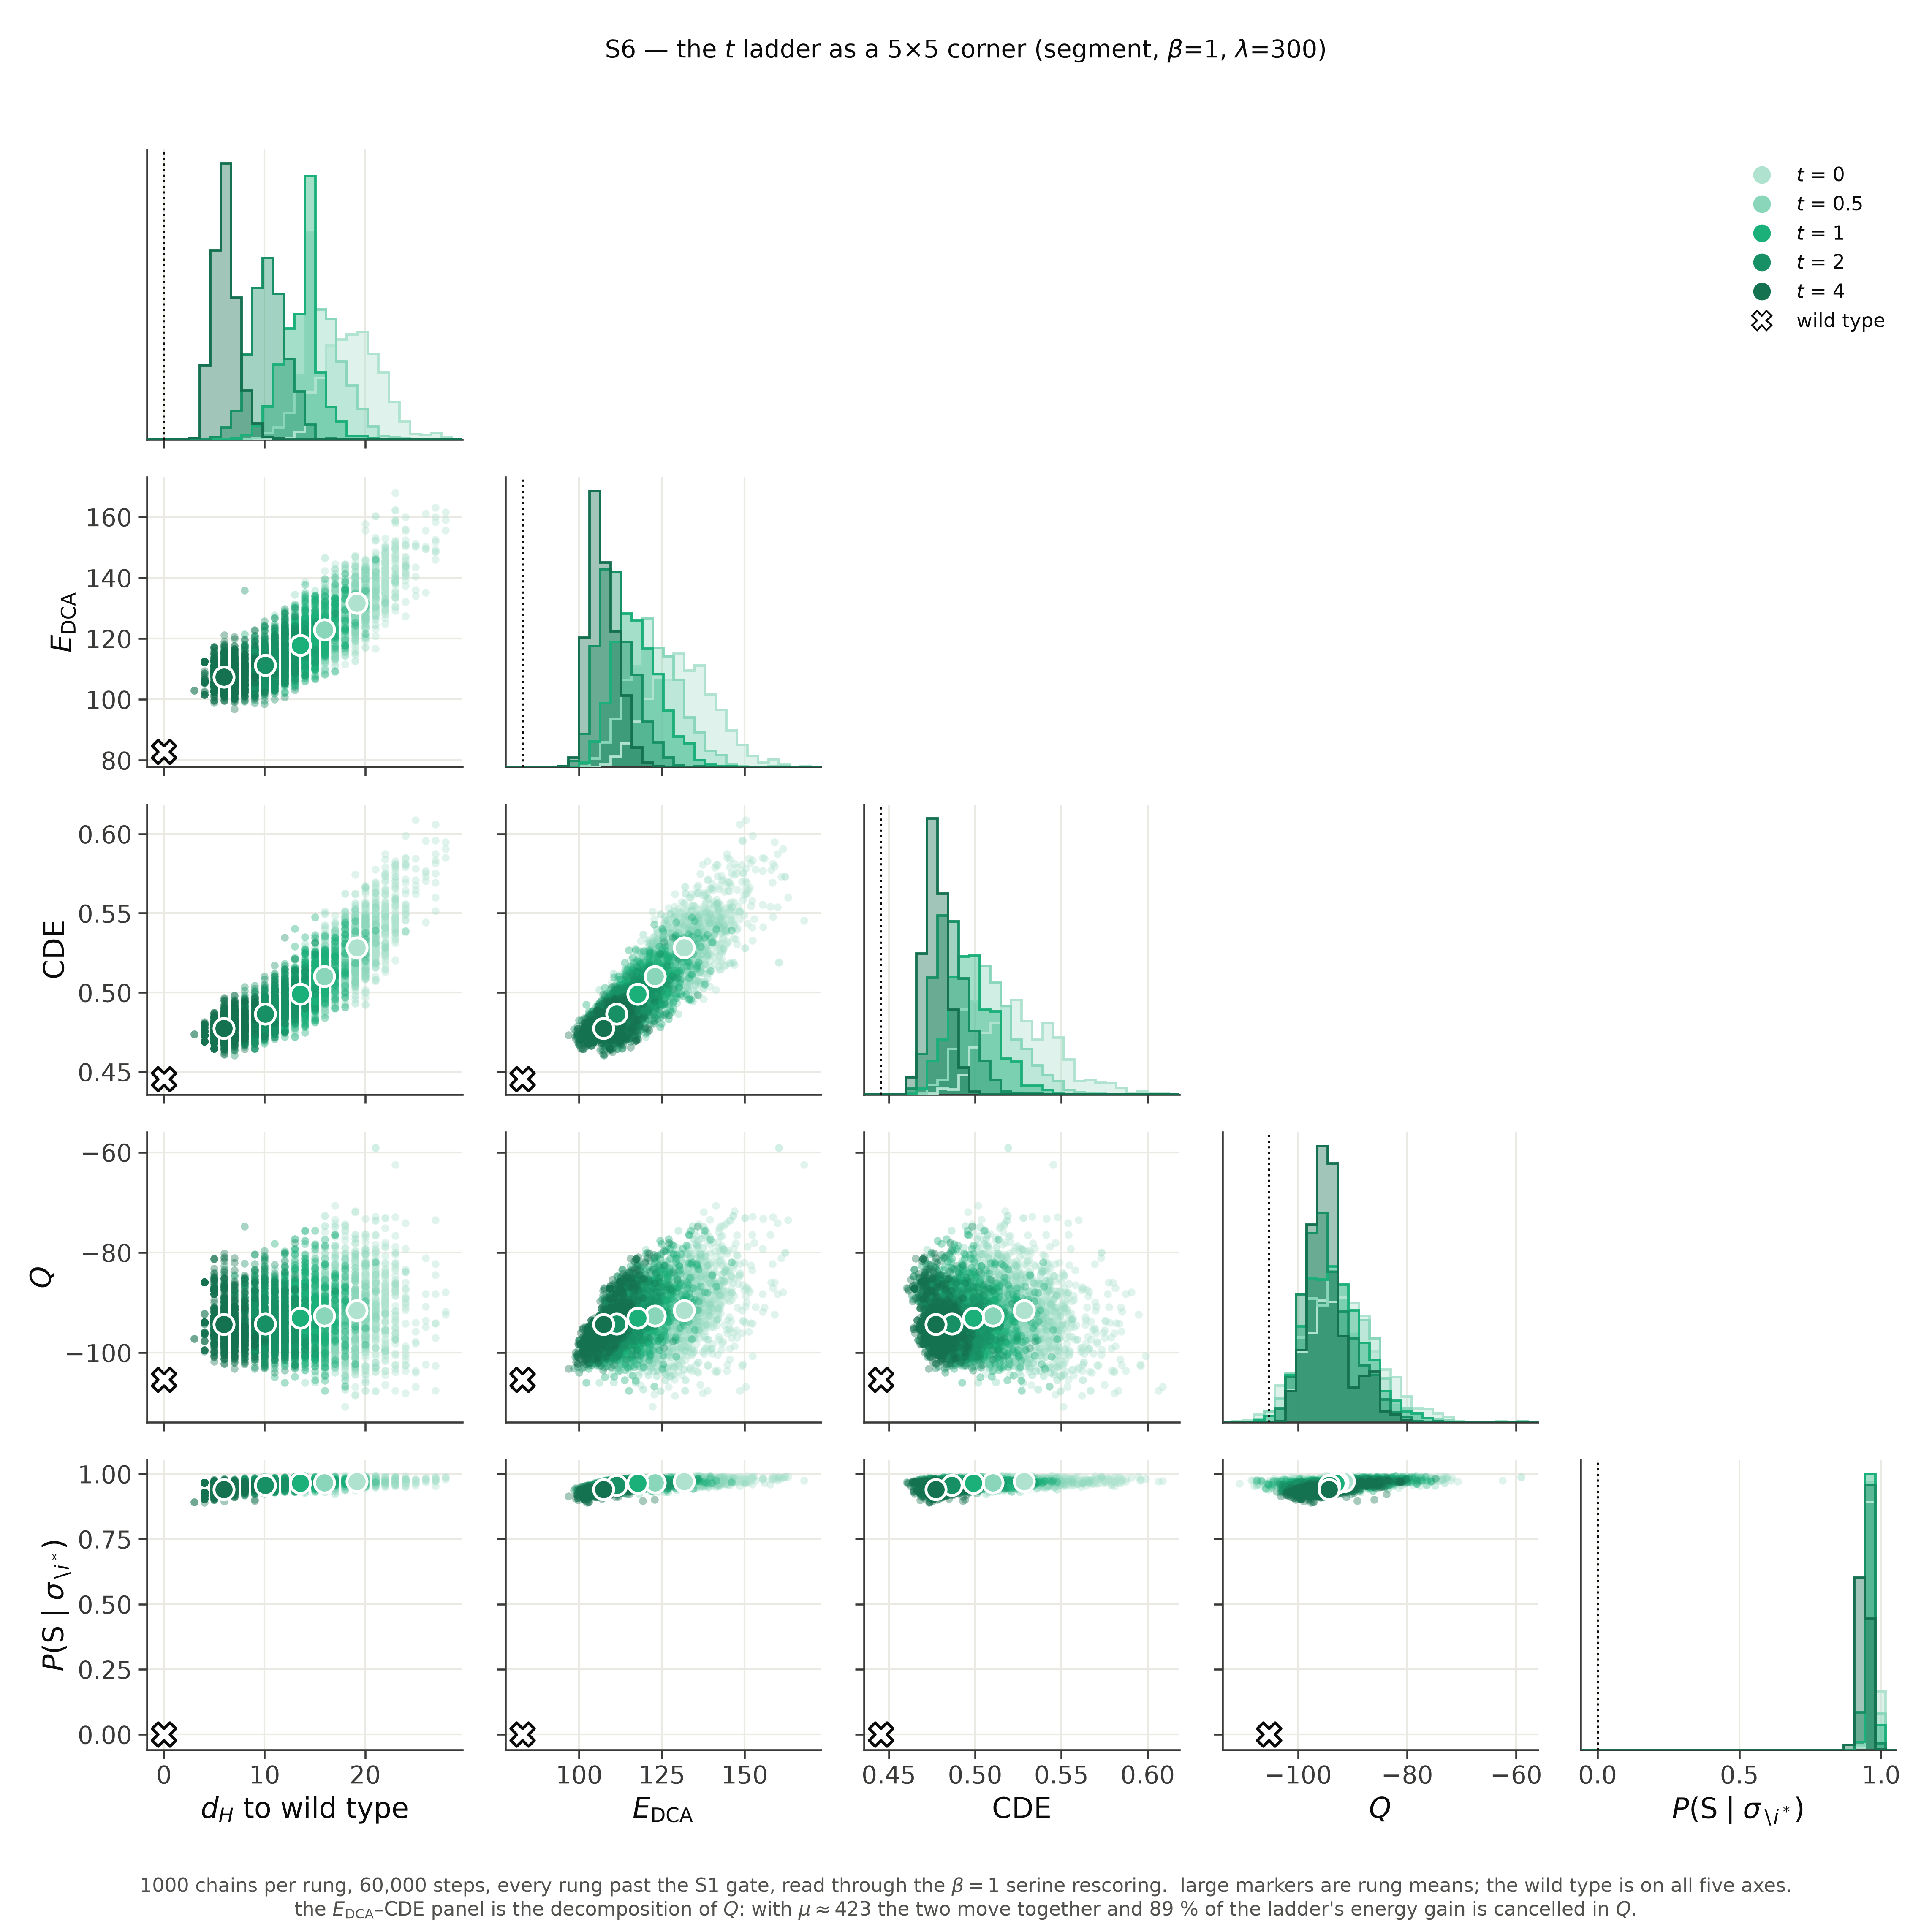 S6 — the t ladder as a 5×5 corner (segment, β=1, λ=300)
t = 0
t = 0.5
t = 1
t = 2
t = 4
wild type
160
140
120
100
80
E_DCA
0.60
0.55
0.50
0.45
CDE
−60
−80
−100
Q
1.00
0.75
0.50
0.25
0.00
P(S | σ_{\i*})
0 10 20
100 125 150
0.45 0.50 0.55 0.60
−100 −80 −60
0.0 0.5 1.0
d_H to wild type
E_DCA
CDE
Q
P(S | σ_{\i*})
1000 chains per rung, 60,000 steps, every rung past the S1 gate, read through the β = 1 serine rescoring. large markers are rung means; the wild type is on all five axes.
the E_DCA–CDE panel is the decomposition of Q: with μ ≈ 423 the two move together and 89 % of the ladder's energy gain is cancelled in Q.